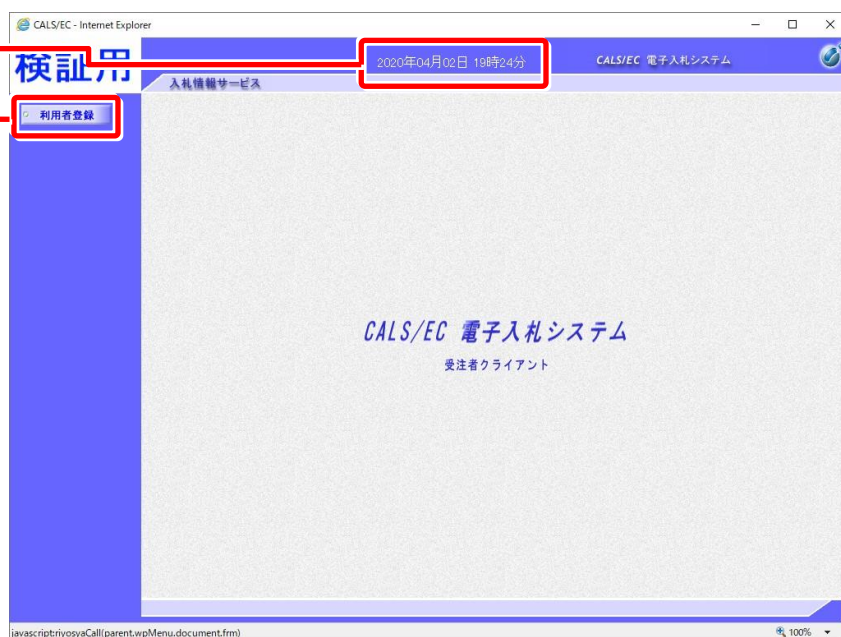 CALS/EC - Internet Explorer
検証用
2020年04月02日 19時24分
CALS/EC 電子入札システム
入札情報サービス
利用者登録
CALS/EC 電子入札システム
受注者クライアント
javascript:riyosyaCall(parent.wpMenu.document.frm)
100%